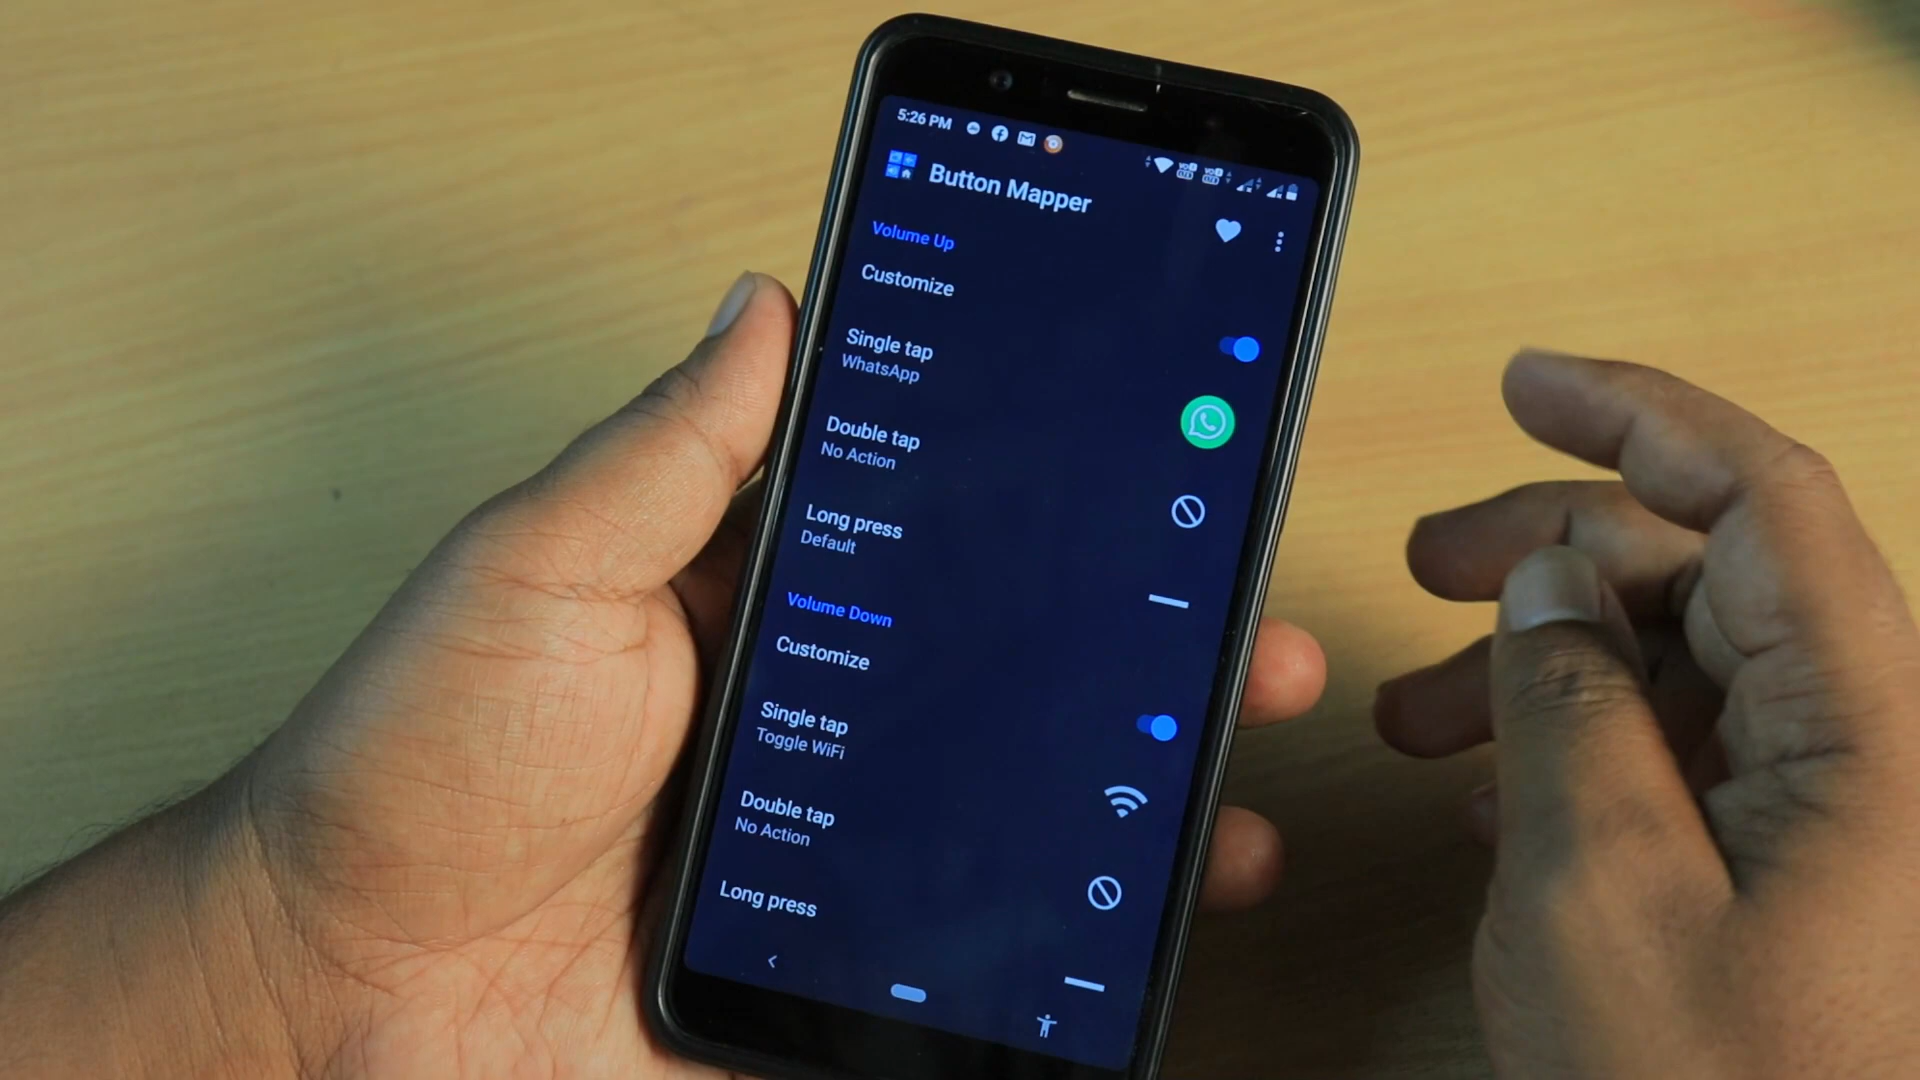 5:26 PM
Button Mapper
Volume Up
Customize
Single tap
WhatsApp
Double tap
No Action
Long press
Default
Volume Down
Customize
Single tap
Toggle WiFi
Double tap
No Action
Long press